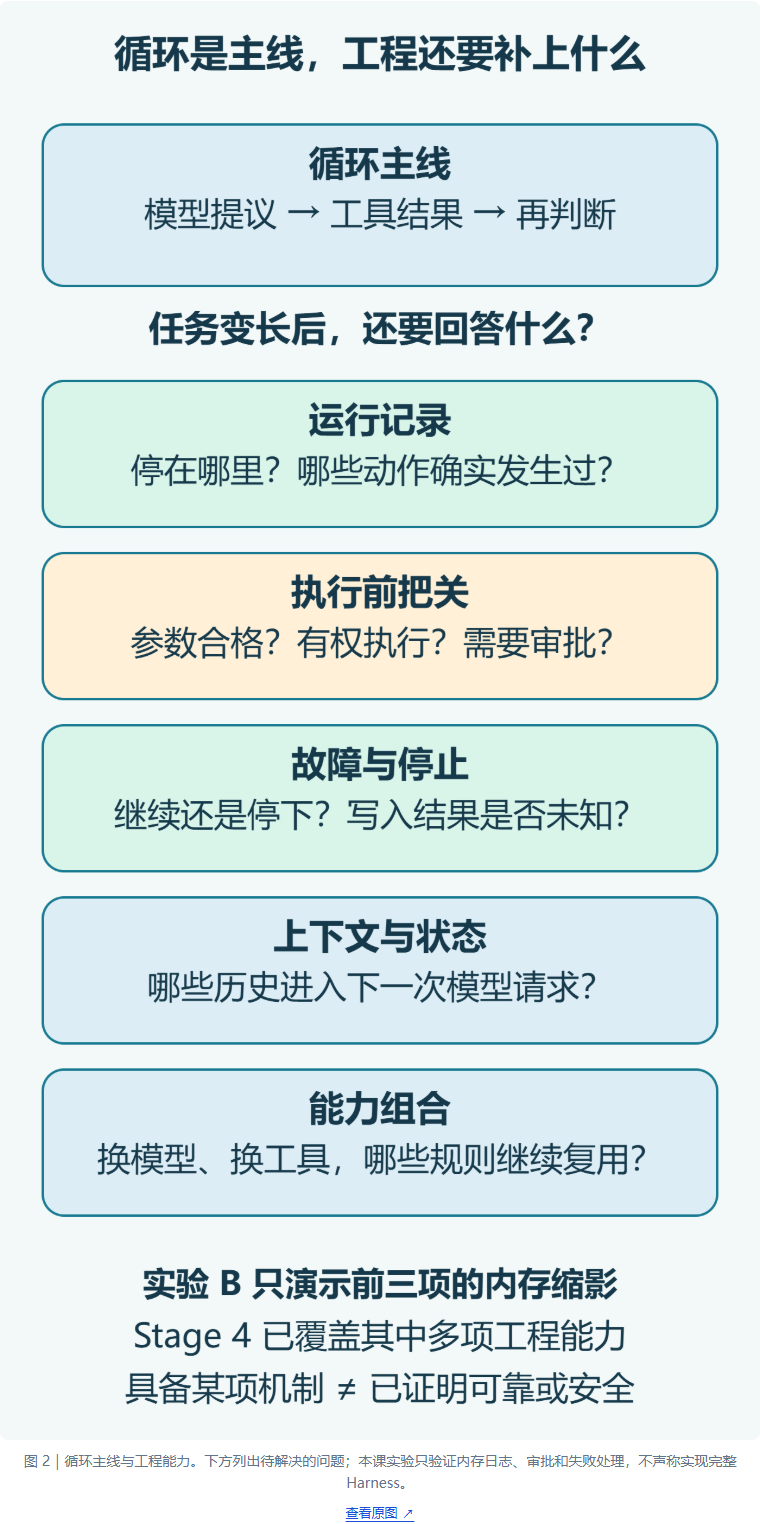 循环是主线，工程还要补上什么
循环主线
模型提议 → 工具结果 → 再判断
任务变长后，还要回答什么？
运行记录
停在哪里？哪些动作确实发生过？
执行前把关
参数合格？有权执行？需要审批？
故障与停止
继续还是停下？写入结果是否未知？
上下文与状态
哪些历史进入下一次模型请求？
能力组合
换模型、换工具，哪些规则继续复用？
实验 B 只演示前三项的内存缩影
Stage 4 已覆盖其中多项工程能力
具备某项机制 ≠ 已证明可靠或安全
图 2｜循环主线与工程能力。下方列出待解决的问题；本课实验只验证内存日志、审批和失败处理，不声称实现完整
Harness。
查看原图 ↗